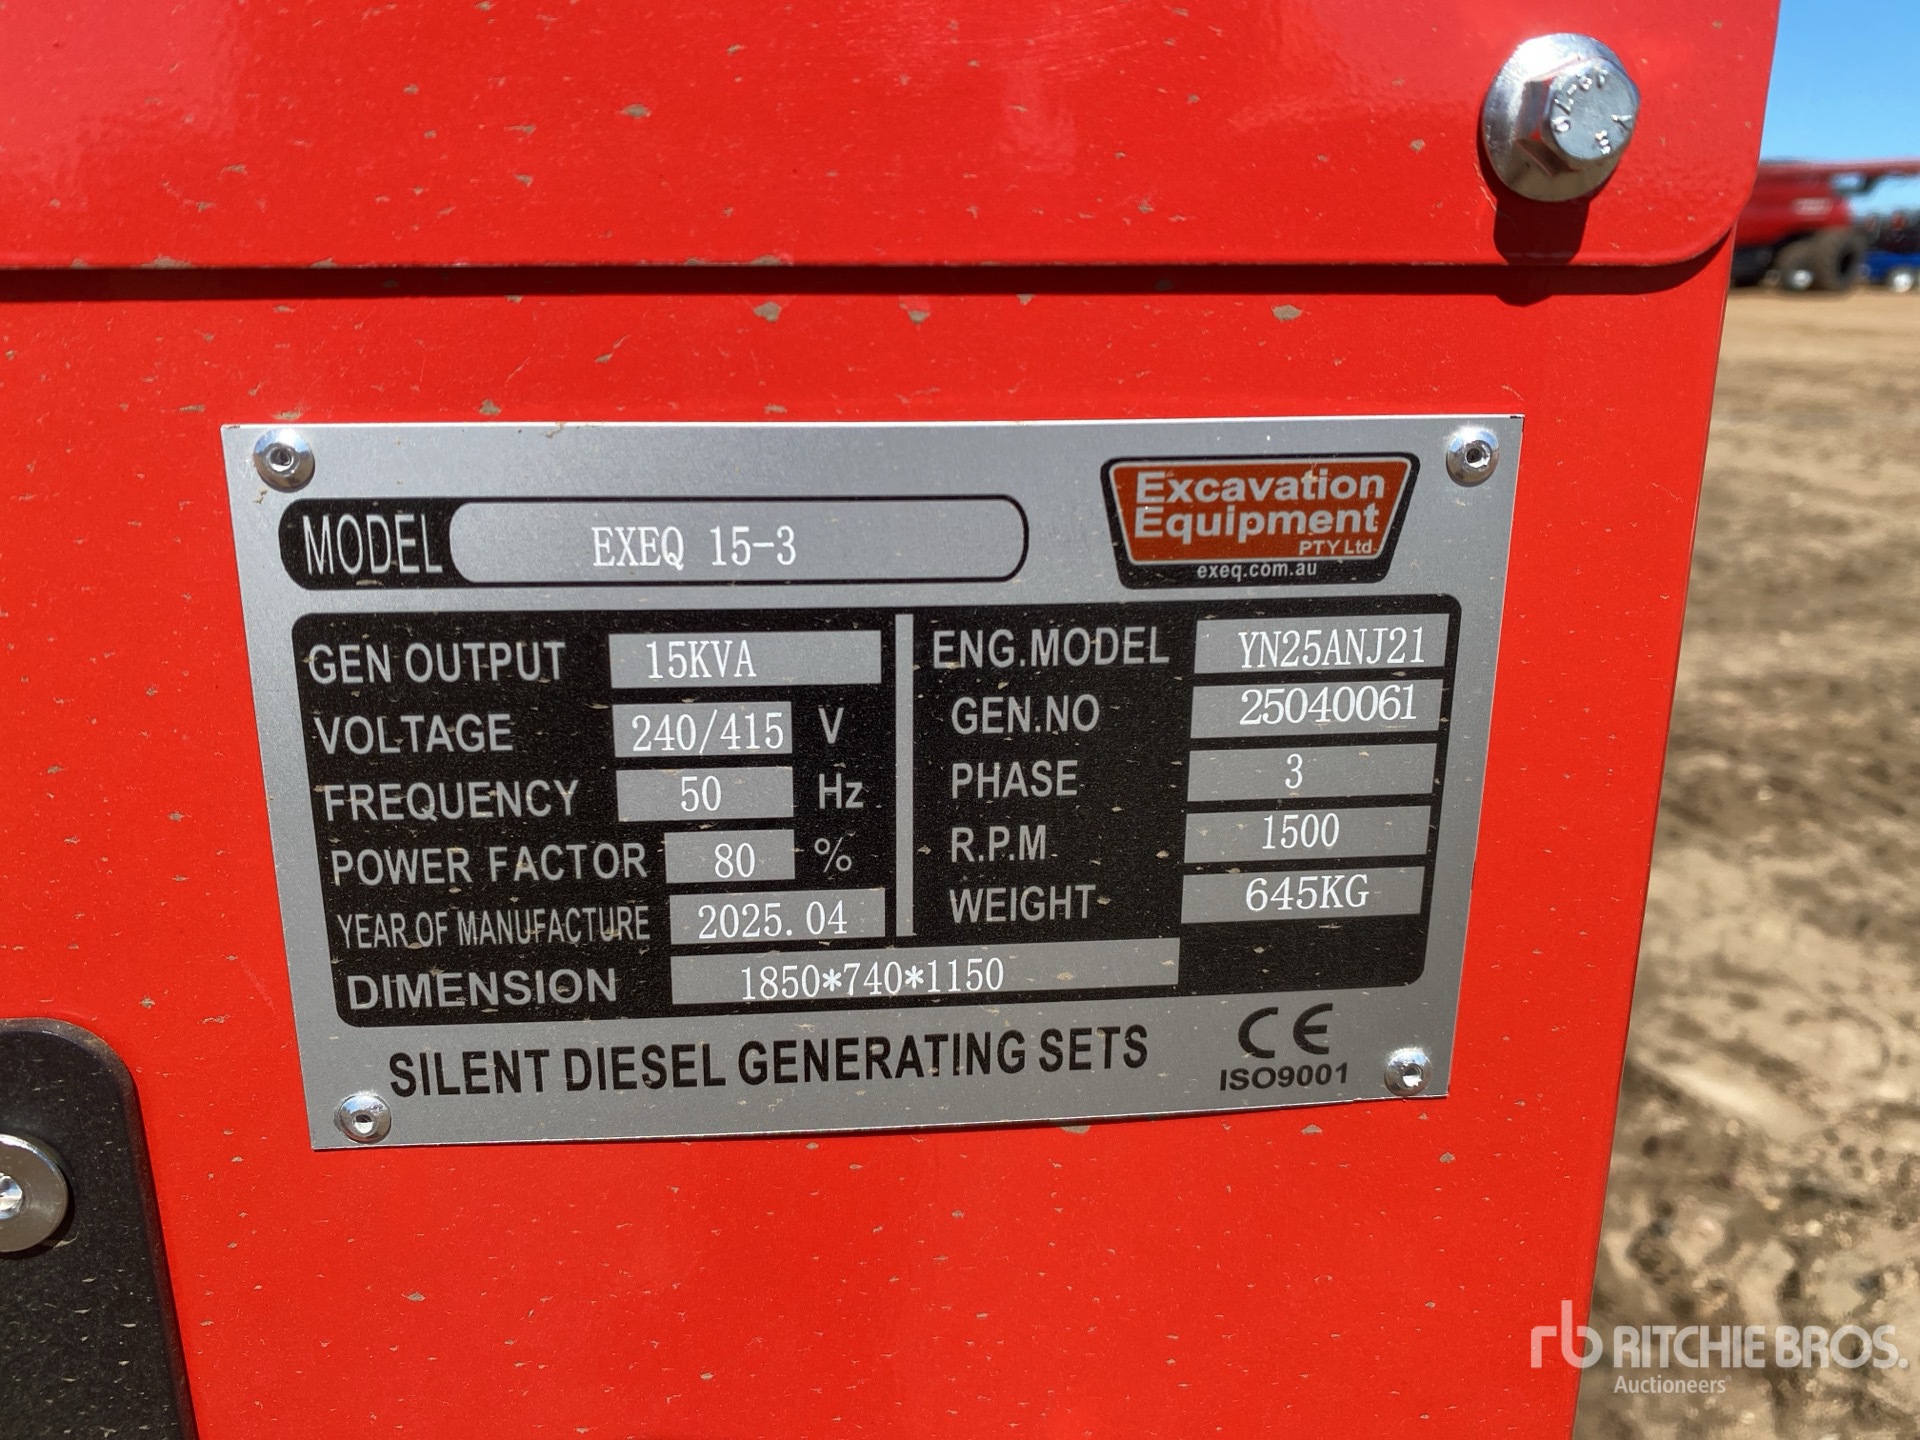 MODEL EXEQ 15-3
Excavation
Equipment
PTY Ltd
exeq.com.au
GEN OUTPUT 15KVA
VOLTAGE 240/415 V
FREQUENCY 50 Hz
POWER FACTOR 80 %
YEAR OF MANUFACTURE 2025.04
DIMENSION 1850*740*1150
ENG.MODEL YN25ANJ21
GEN.NO 25040061
PHASE 3
R.P.M 1500
WEIGHT 645KG
SILENT DIESEL GENERATING SETS
CE
ISO9001
rb RITCHIE BROS.
Auctioneers